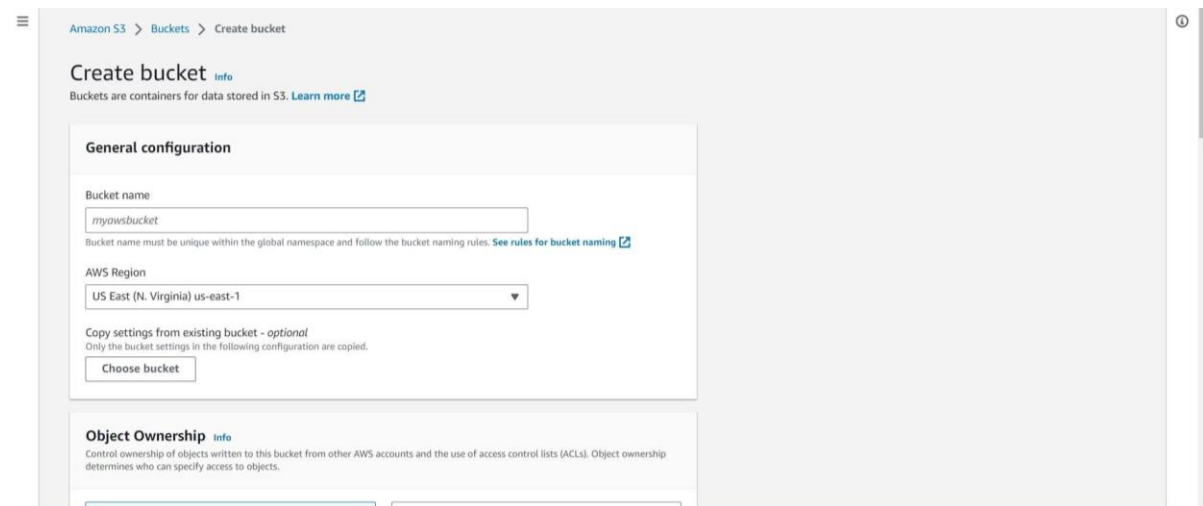 Amazon S3 > Buckets > Create bucket
Create bucket Info
Buckets are containers for data stored in S3. Learn more
General configuration
Bucket name
myawsbucket
Bucket name must be unique within the global namespace and follow the bucket naming rules. See rules for bucket naming
AWS Region
US East (N. Virginia) us-east-1
Copy settings from existing bucket - optional
Only the bucket settings in the following configuration are copied.
Choose bucket
Object Ownership Info
Control ownership of objects written to this bucket from other AWS accounts and the use of access control lists (ACLs). Object ownership
determines who can specify access to objects.